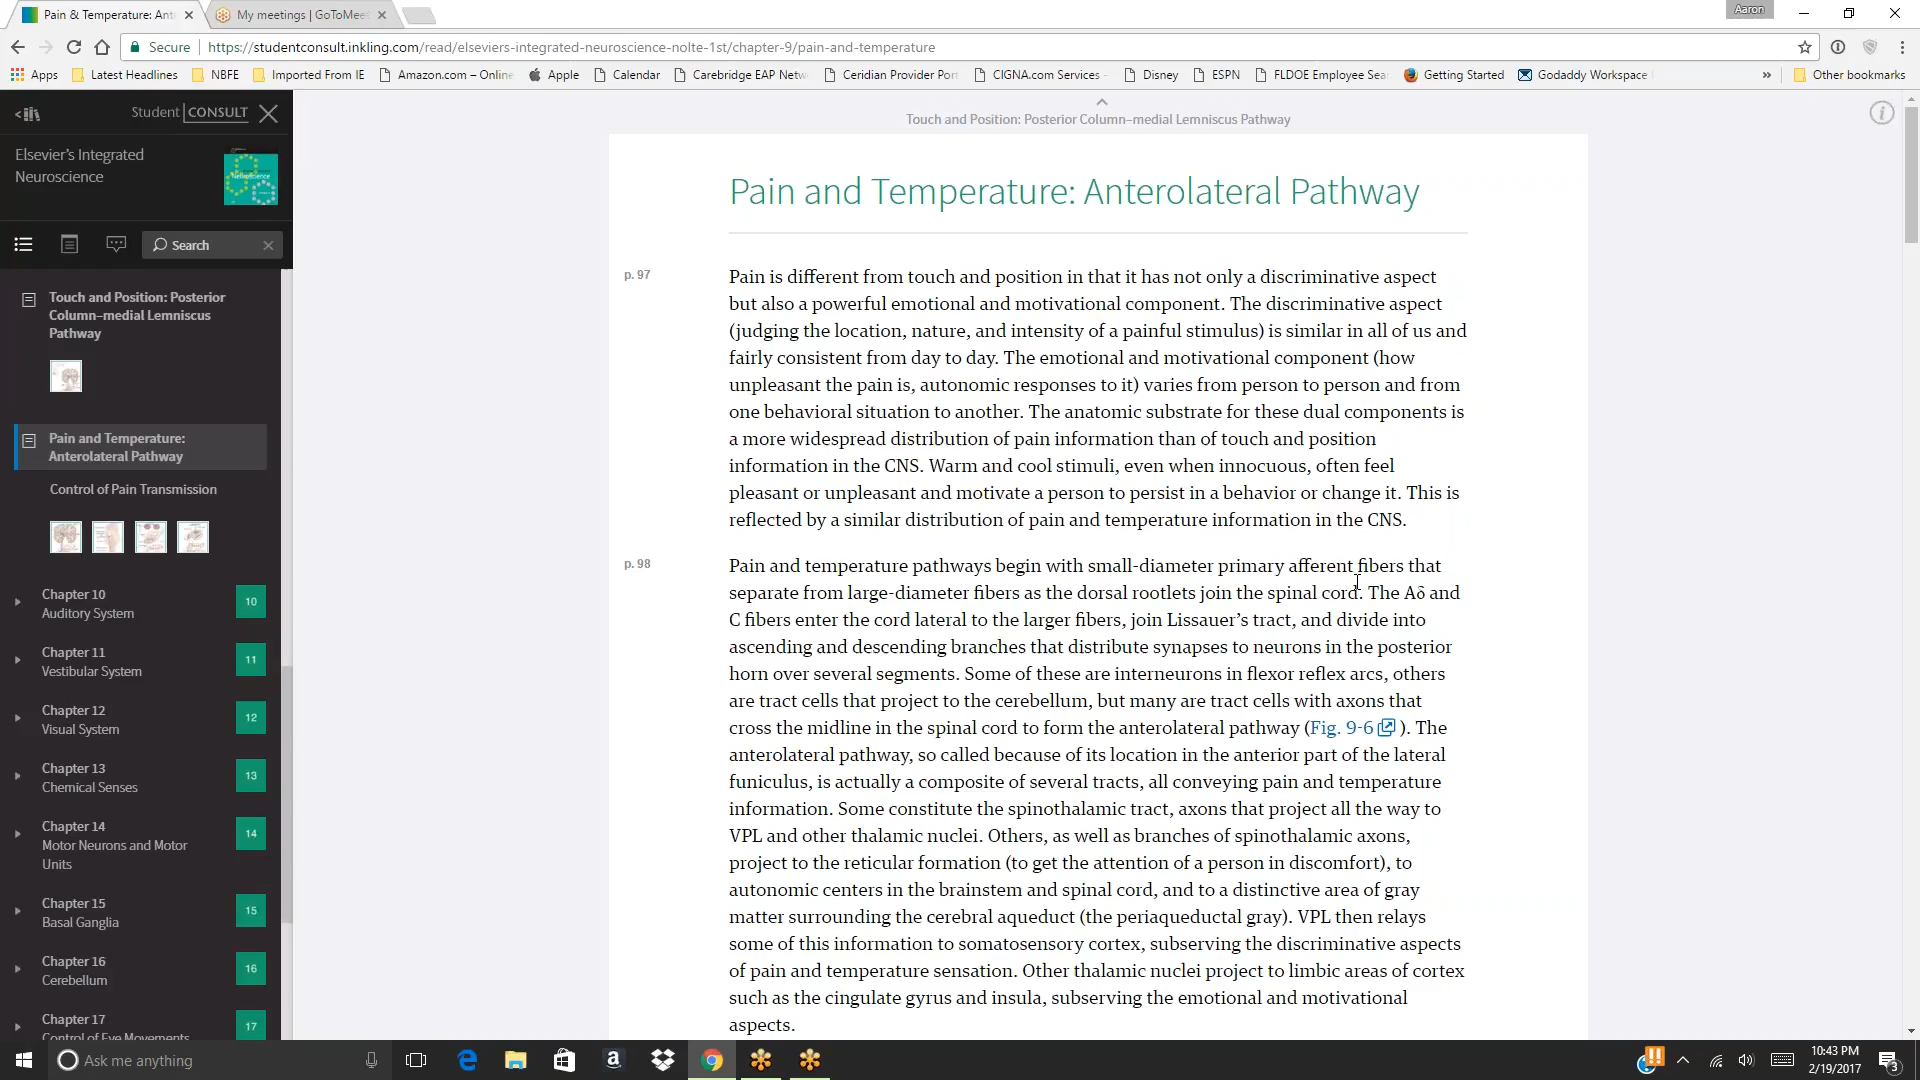 Pain & Temperature: Ant
My meetings | GoToMee
Aaron
Secure
https://studentconsult.inkling.com/read/elseviers-integrated-neuroscience-nolte-1st/chapter-9/pain-and-temperature
Apps
Latest Headlines
NBFE
Imported From IE
Amazon.com – Online
Apple
Calendar
Carebridge EAP Netw
Ceridian Provider Por
CIGNA.com Services -
Disney
ESPN
FLDOE Employee Sea
Getting Started
Godaddy Workspace
»
Other bookmarks
Student CONSULT
Elsevier’s Integrated
Neuroscience
Search
Touch and Position: Posterior
Column–medial Lemniscus
Pathway
Pain and Temperature:
Anterolateral Pathway
Control of Pain Transmission
Chapter 10
Auditory System
10
Chapter 11
Vestibular System
11
Chapter 12
Visual System
12
Chapter 13
Chemical Senses
13
Chapter 14
Motor Neurons and Motor
Units
14
Chapter 15
Basal Ganglia
15
Chapter 16
Cerebellum
16
Chapter 17
Control of Eye Movements
17
Touch and Position: Posterior Column–medial Lemniscus Pathway
Pain and Temperature: Anterolateral Pathway
p. 97
Pain is different from touch and position in that it has not only a discriminative aspect
but also a powerful emotional and motivational component. The discriminative aspect
(judging the location, nature, and intensity of a painful stimulus) is similar in all of us and
fairly consistent from day to day. The emotional and motivational component (how
unpleasant the pain is, autonomic responses to it) varies from person to person and from
one behavioral situation to another. The anatomic substrate for these dual components is
a more widespread distribution of pain information than of touch and position
information in the CNS. Warm and cool stimuli, even when innocuous, often feel
pleasant or unpleasant and motivate a person to persist in a behavior or change it. This is
reflected by a similar distribution of pain and temperature information in the CNS.
p. 98
Pain and temperature pathways begin with small-diameter primary afferent fibers that
separate from large-diameter fibers as the dorsal rootlets join the spinal cord. The Aδ and
C fibers enter the cord lateral to the larger fibers, join Lissauer’s tract, and divide into
ascending and descending branches that distribute synapses to neurons in the posterior
horn over several segments. Some of these are interneurons in flexor reflex arcs, others
are tract cells that project to the cerebellum, but many are tract cells with axons that
cross the midline in the spinal cord to form the anterolateral pathway (Fig. 9-6 ). The
anterolateral pathway, so called because of its location in the anterior part of the lateral
funiculus, is actually a composite of several tracts, all conveying pain and temperature
information. Some constitute the spinothalamic tract, axons that project all the way to
VPL and other thalamic nuclei. Others, as well as branches of spinothalamic axons,
project to the reticular formation (to get the attention of a person in discomfort), to
autonomic centers in the brainstem and spinal cord, and to a distinctive area of gray
matter surrounding the cerebral aqueduct (the periaqueductal gray). VPL then relays
some of this information to somatosensory cortex, subserving the discriminative aspects
of pain and temperature sensation. Other thalamic nuclei project to limbic areas of cortex
such as the cingulate gyrus and insula, subserving the emotional and motivational
aspects.
Ask me anything
10:43 PM
2/19/2017
3